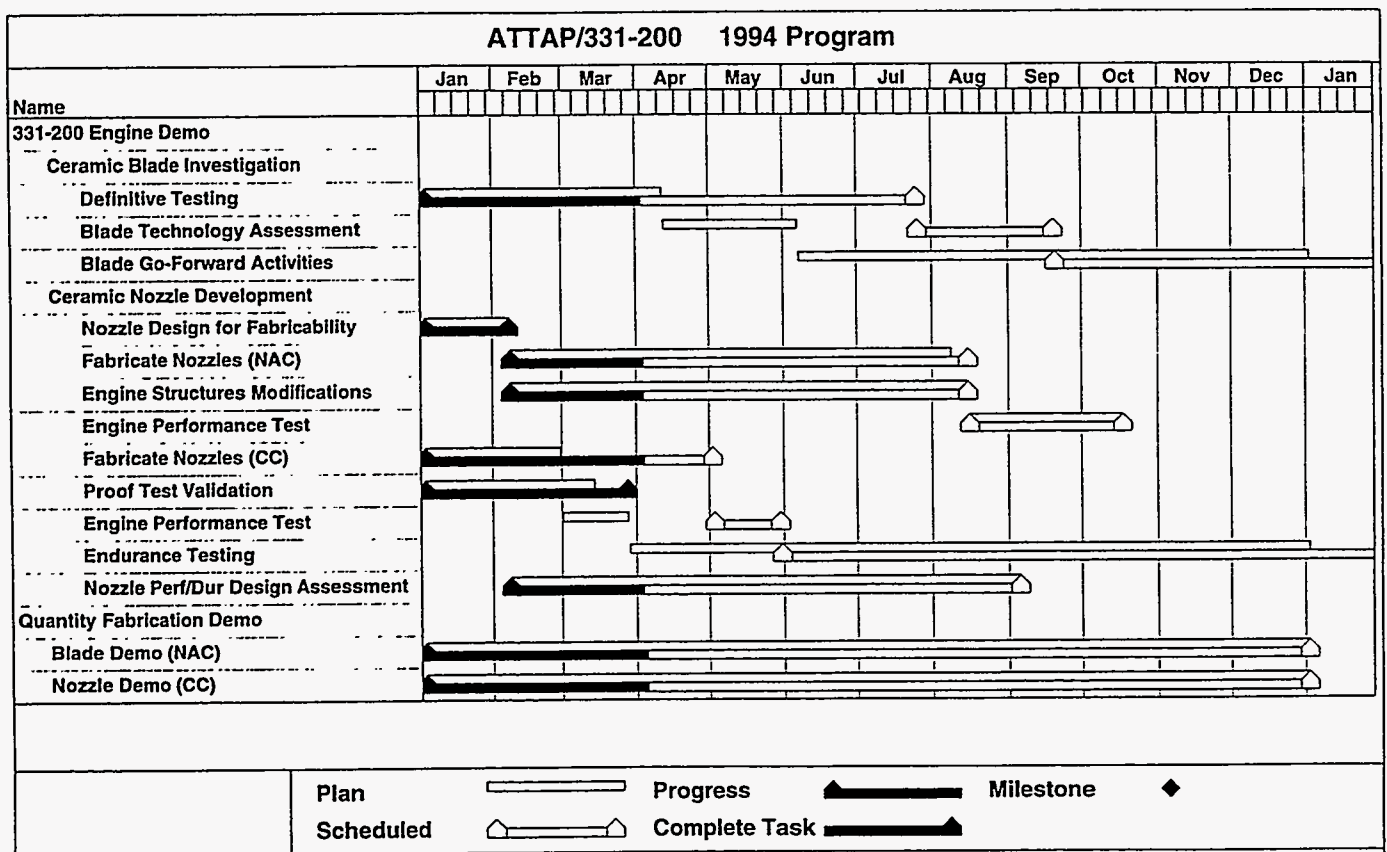 ATTAP/331-200 1994 Program
Jan Feb Mar Apr May Jun Jul Aug Sep Oct Nov Dec Jan
Name
331-200 Engine Demo
Ceramic Blade Investigation
Definitive Testing
Blade Technology Assessment
Blade Go-Forward Activities
Ceramic Nozzle Development
Nozzle Design for Fabricability
Fabricate Nozzles (NAC)
Engine Structures Modifications
Engine Performance Test
Fabricate Nozzles (CC)
Proof Test Validation
Engine Performance Test
Endurance Testing
Nozzle Perf/Dur Design Assessment
Quantity Fabrication Demo
Blade Demo (NAC)
Nozzle Demo (CC)
Plan Progress Milestone
Scheduled Complete Task